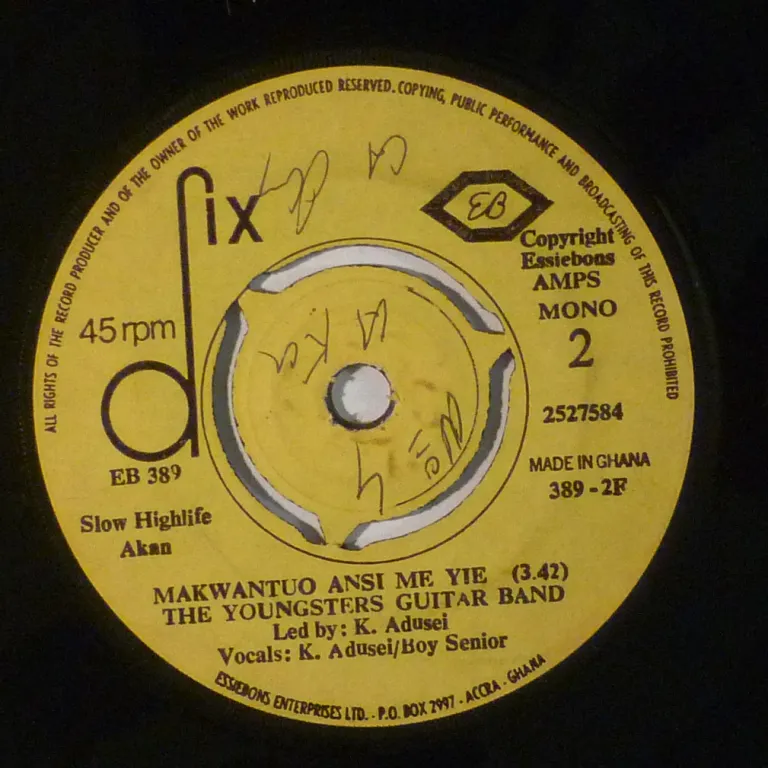 ALL RIGHTS OF THE RECORD PRODUCER AND OF THE OWNER OF THE WORK REPRODUCED RESERVED. COPYING, PUBLIC PERFORMANCE AND BROADCASTING OF THIS RECORD PROHIBITED
dix
EB
Copyright
Essiebons
AMPS
MONO
2
45 rpm
2527584
EB 389
MADE IN GHANA
389 - 2F
Slow Highlife
Akan
MAKWANTUO ANSI ME YIE (3.42)
THE YOUNGSTERS GUITAR BAND
Led by: K. Adusei
Vocals: K. Adusei/Boy Senior
ESSIEBONS ENTERPRISES LTD. - P.O. BOX 2997 - ACCRA - GHANA